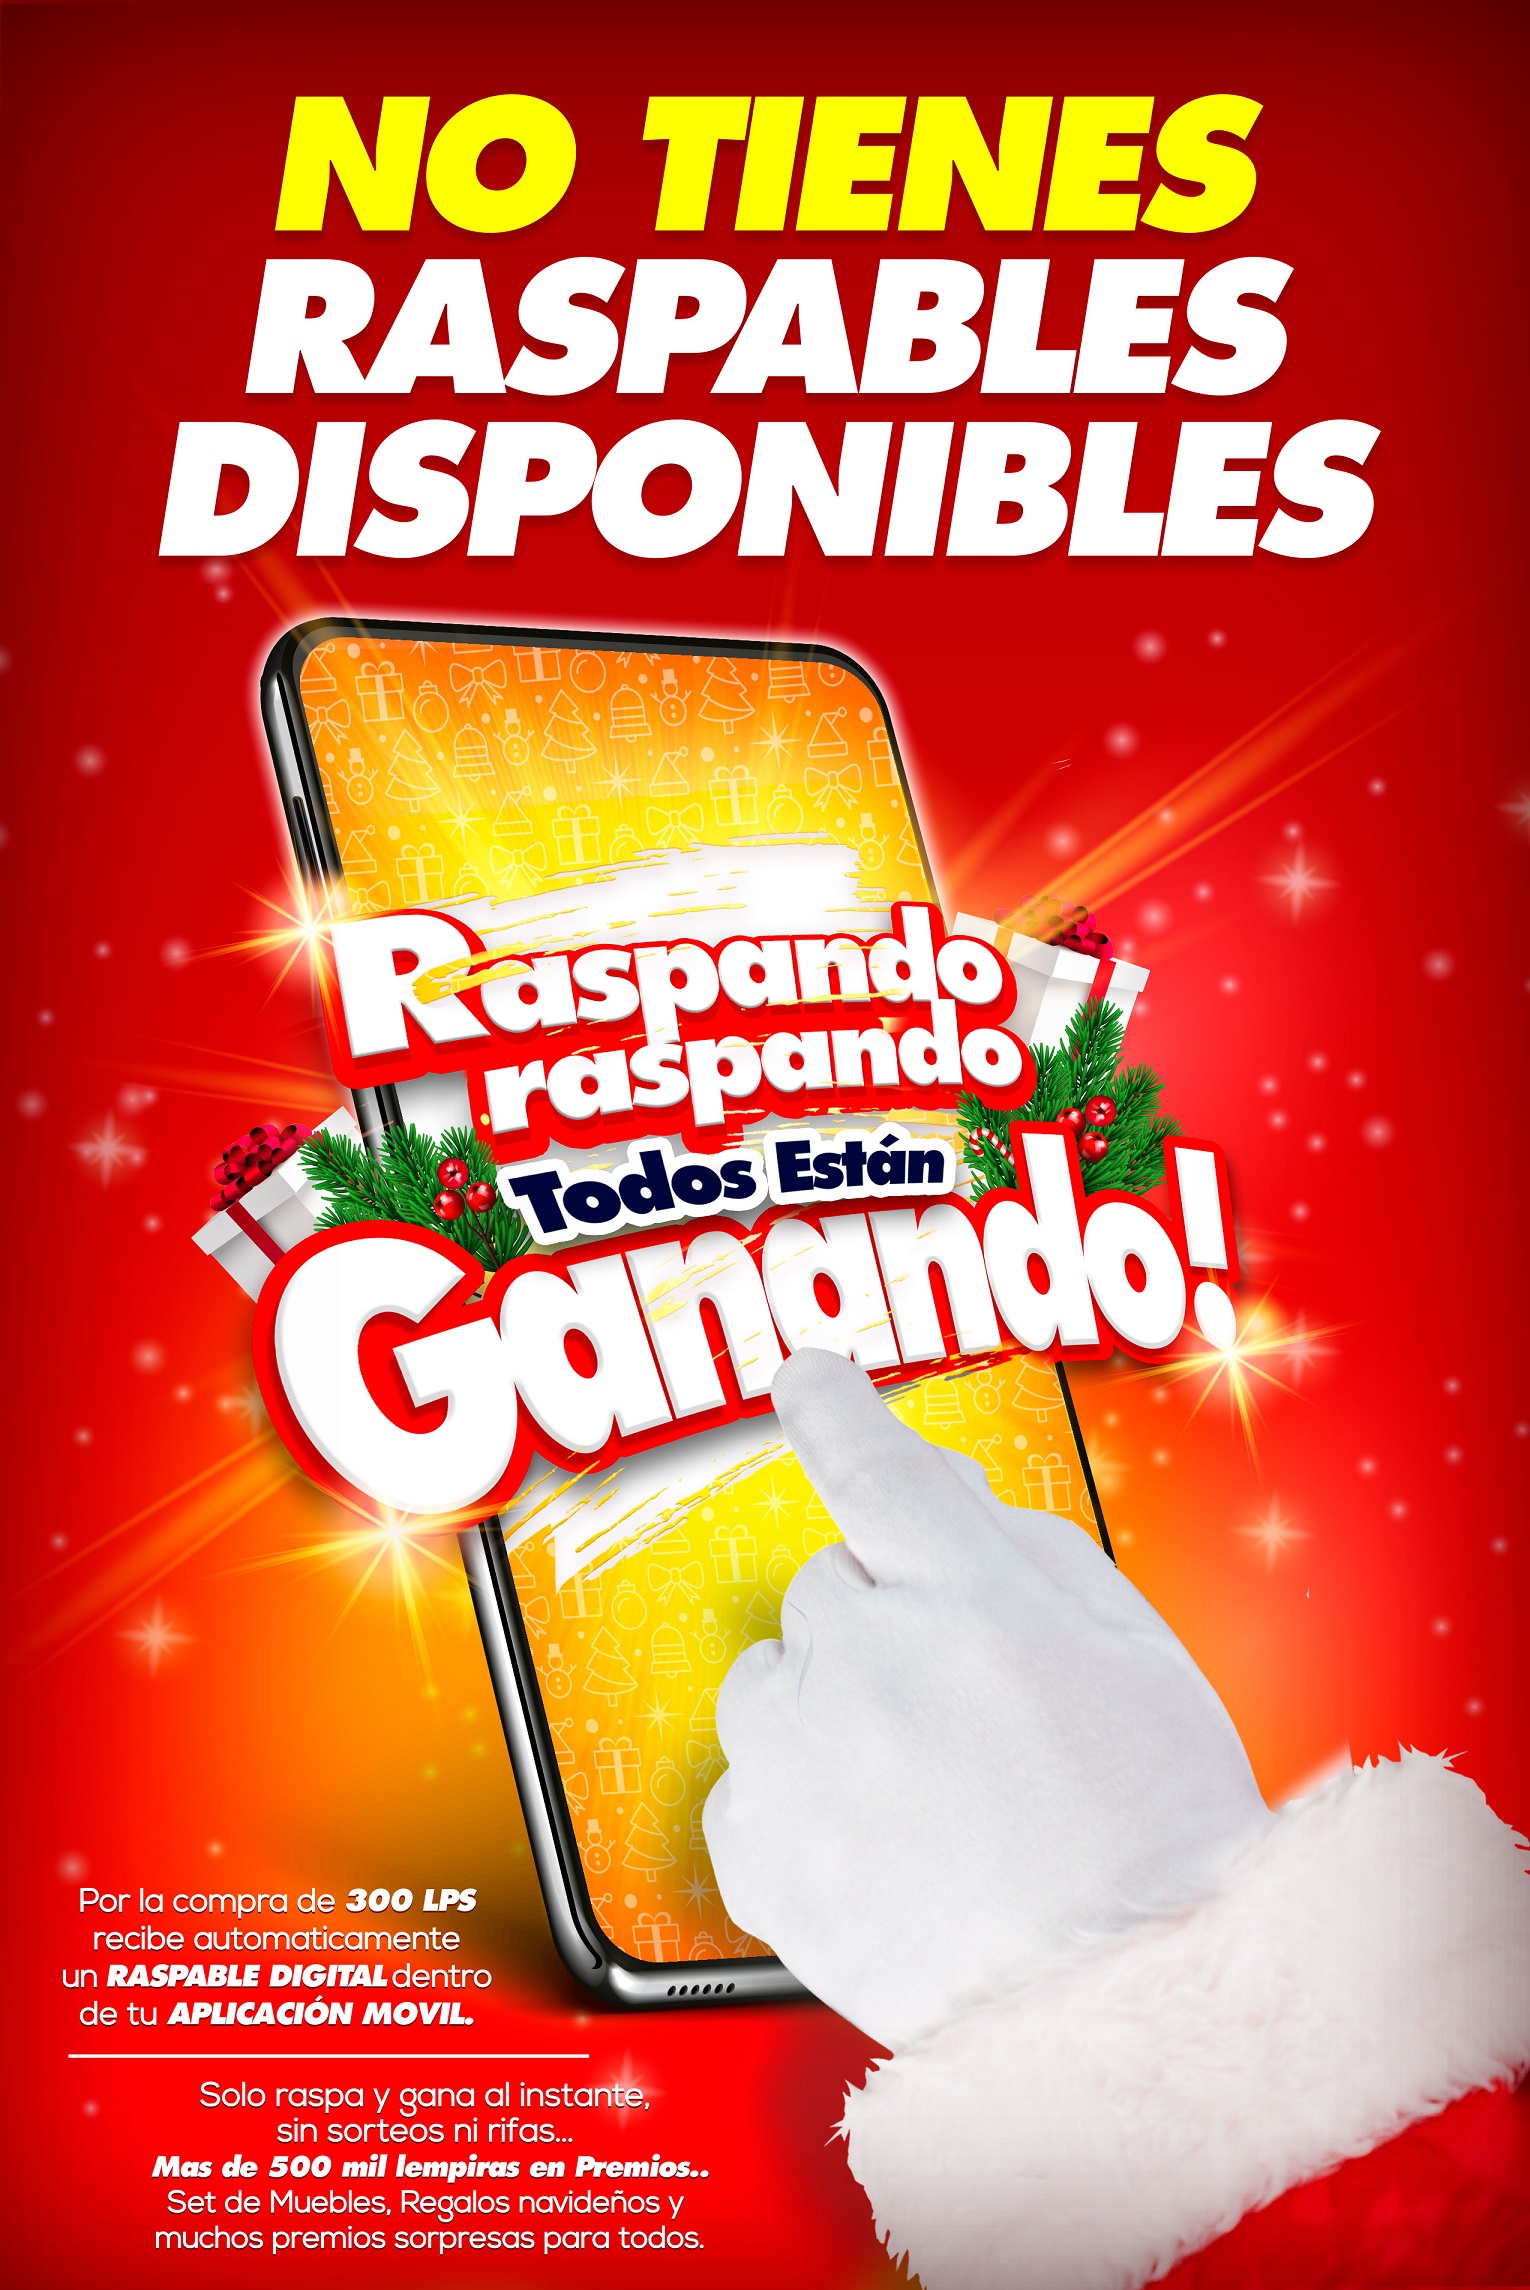 NO TIENES
RASPABLES
DISPONIBLES
Raspando
raspando
Todos Están
Ganando!
Por la compra de 300 LPS
recibe automaticamente
un RASPABLE DIGITAL dentro
de tu APLICACIÓN MOVIL.
Solo raspa y gana al instante,
sin sorteos ni rifas...
Mas de 500 mil lempiras en Premios..
Set de Muebles, Regalos navideños y
muchos premios sorpresas para todos.